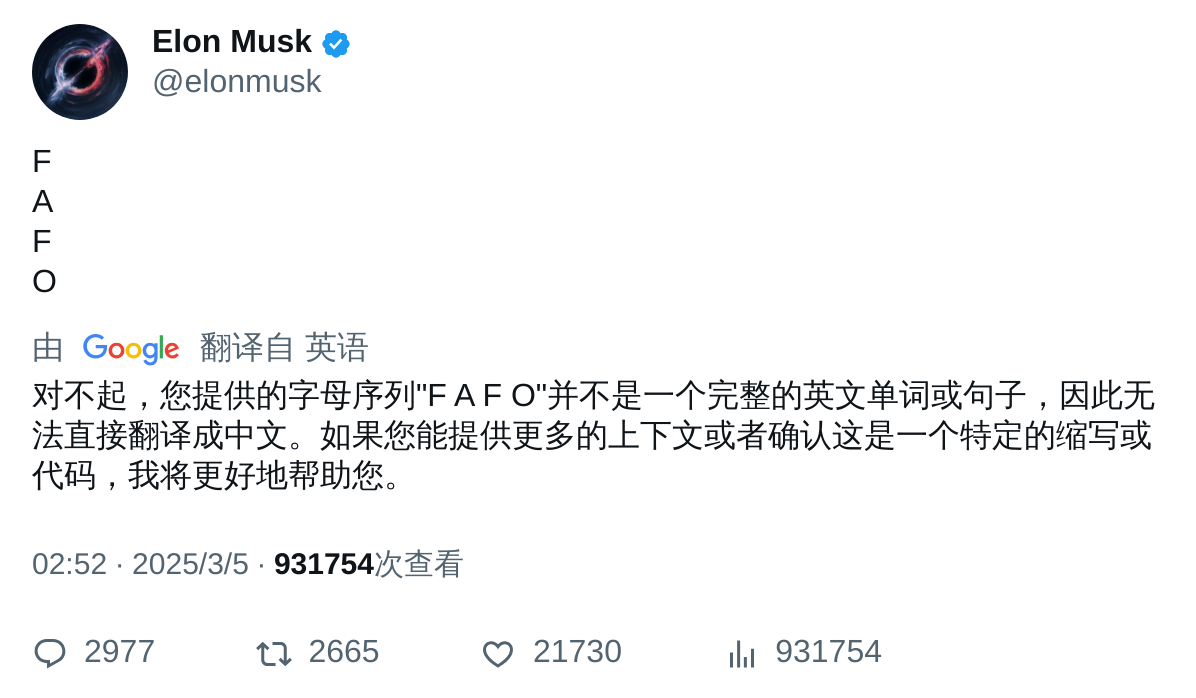 Elon Musk
@elonmusk
F
A
F
O
由 Google 翻译自 英语
对不起，您提供的字母序列"F A F O"并不是一个完整的英文单词或句子，因此无
法直接翻译成中文。如果您能提供更多的上下文或者确认这是一个特定的缩写或
代码，我将更好地帮助您。
02:52 · 2025/3/5 · 931754次查看
2977 2665 21730 931754